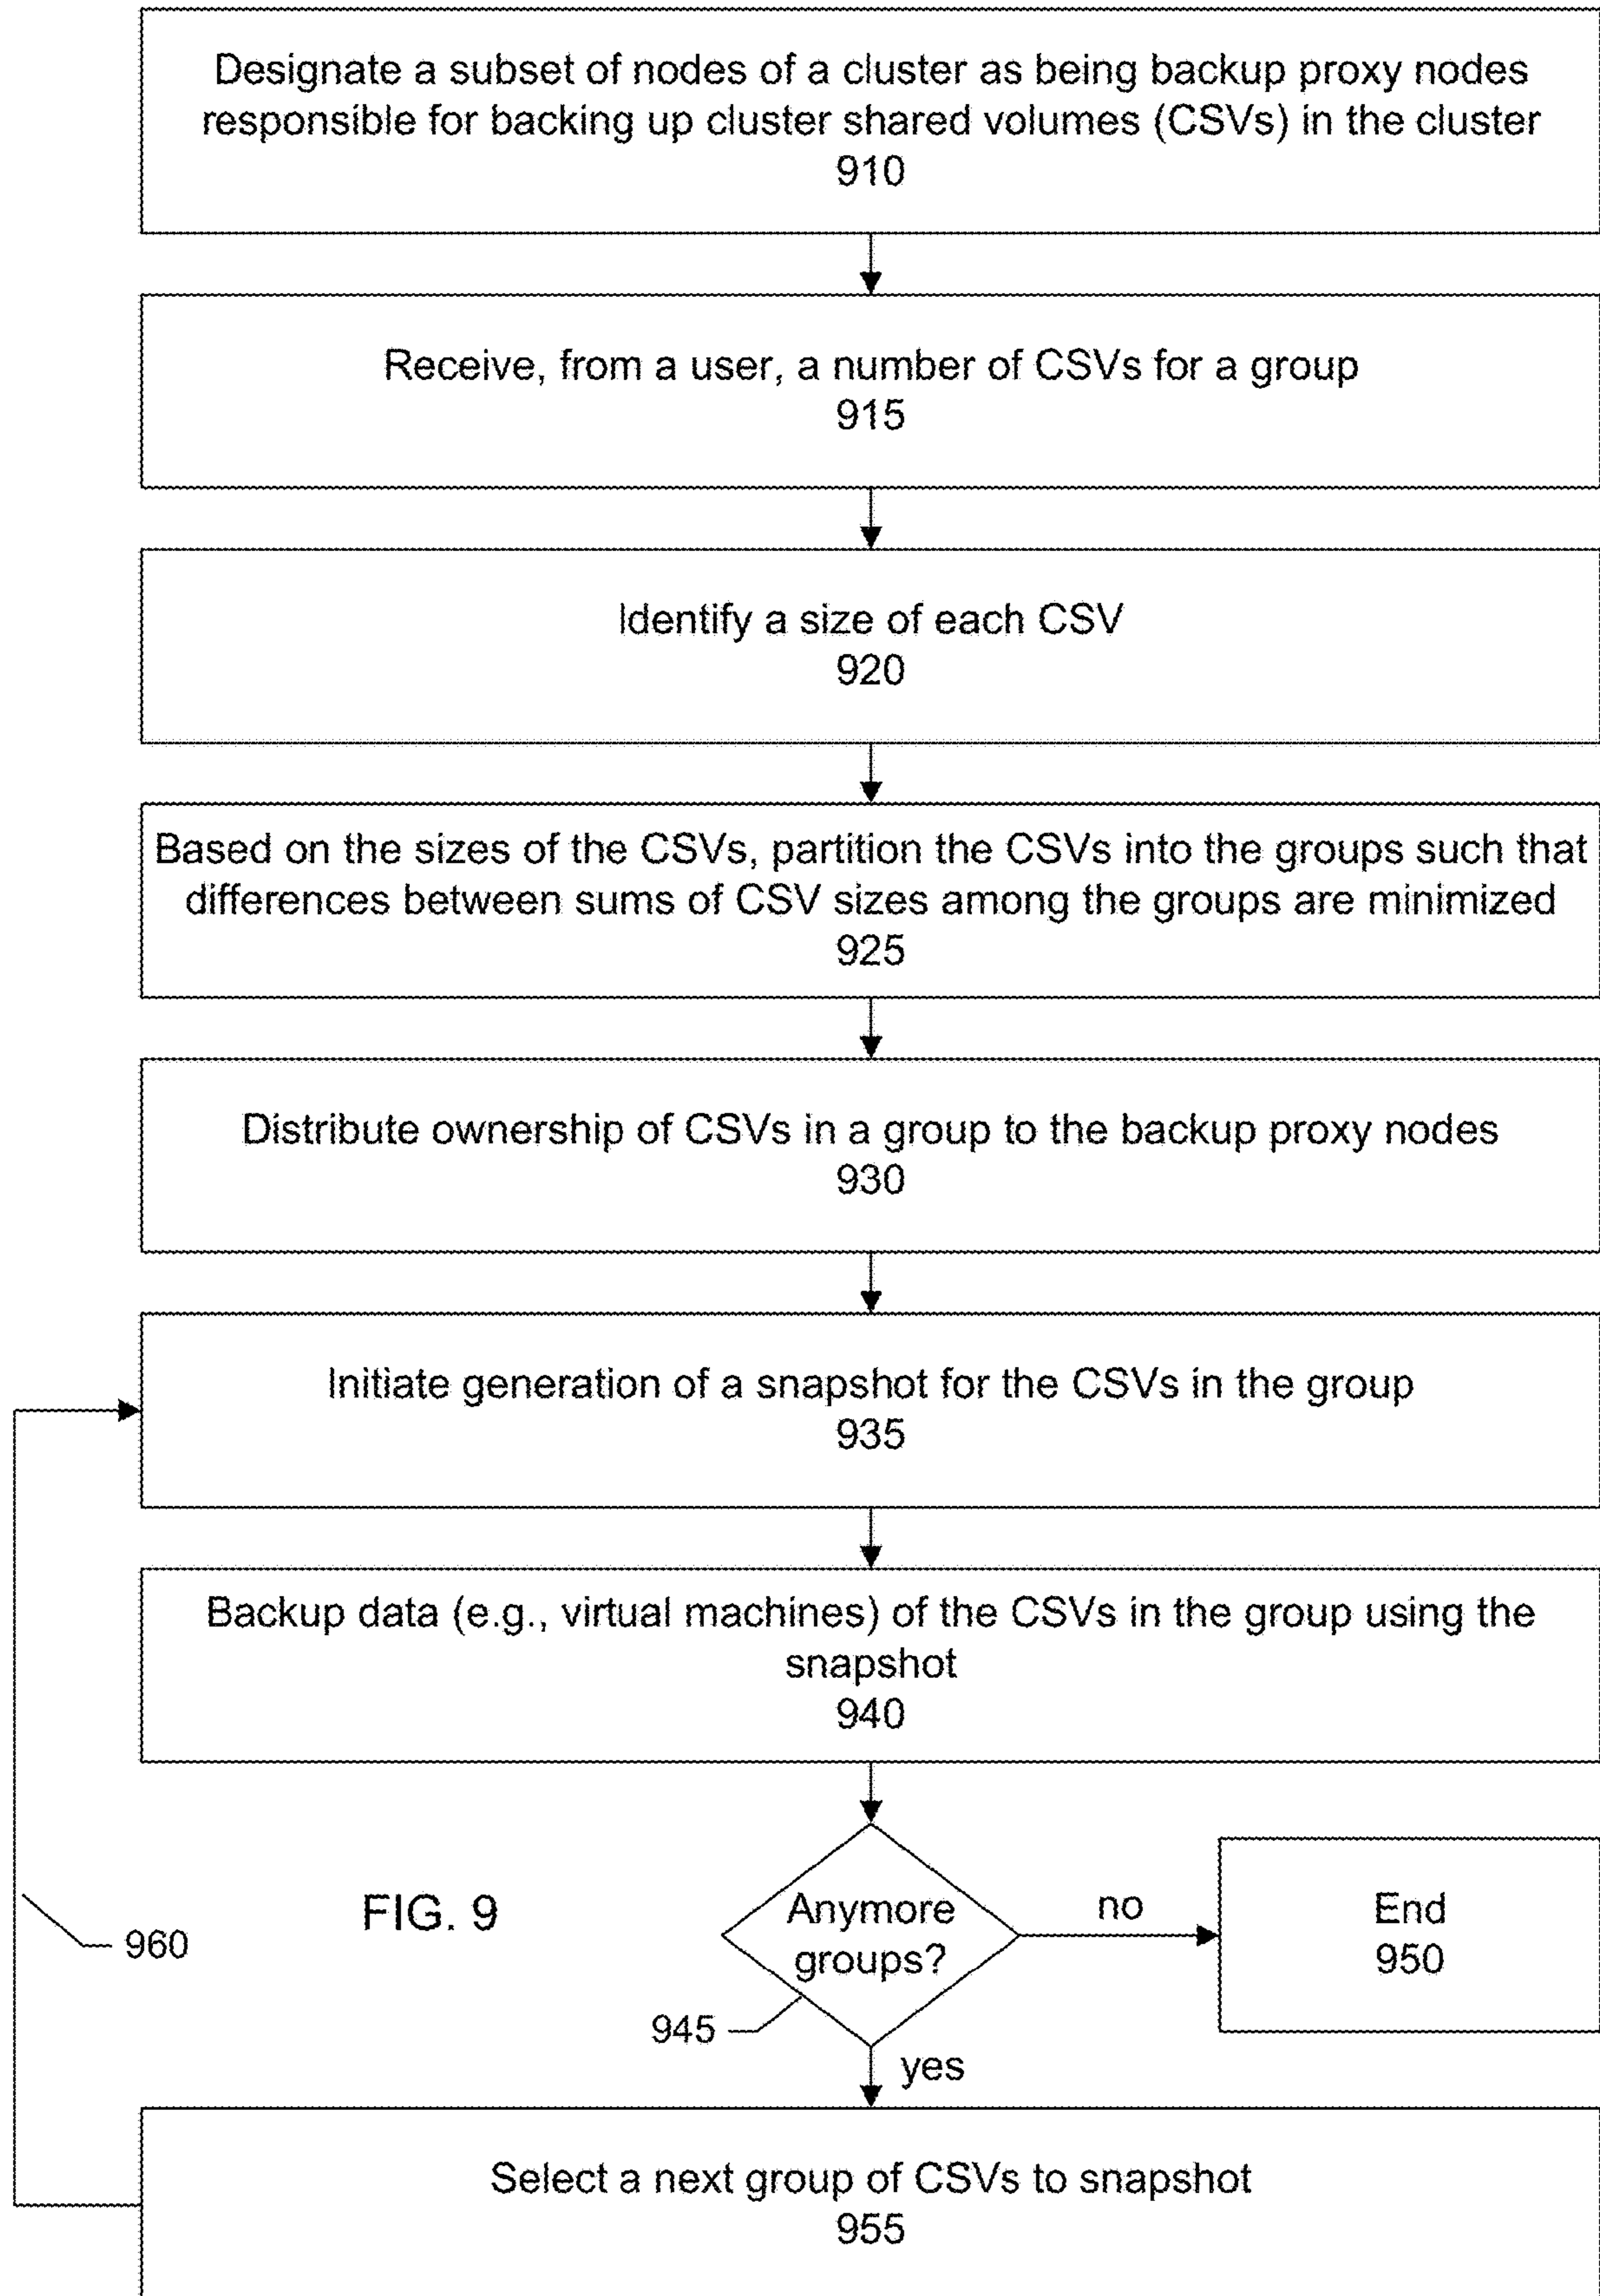 Designate a subset of nodes of a cluster as being backup proxy nodes
responsible for backing up cluster shared volumes (CSVs) in the cluster
910
Receive, from a user, a number of CSVs for a group
915
Identify a size of each CSV
920
Based on the sizes of the CSVs, partition the CSVs into the groups such that
differences between sums of CSV sizes among the groups are minimized
925
Distribute ownership of CSVs in a group to the backup proxy nodes
930
Initiate generation of a snapshot for the CSVs in the group
935
Backup data (e.g., virtual machines) of the CSVs in the group using the
snapshot
940
Anymore
groups?
945
no
End
950
FIG. 9
960
yes
Select a next group of CSVs to snapshot
955